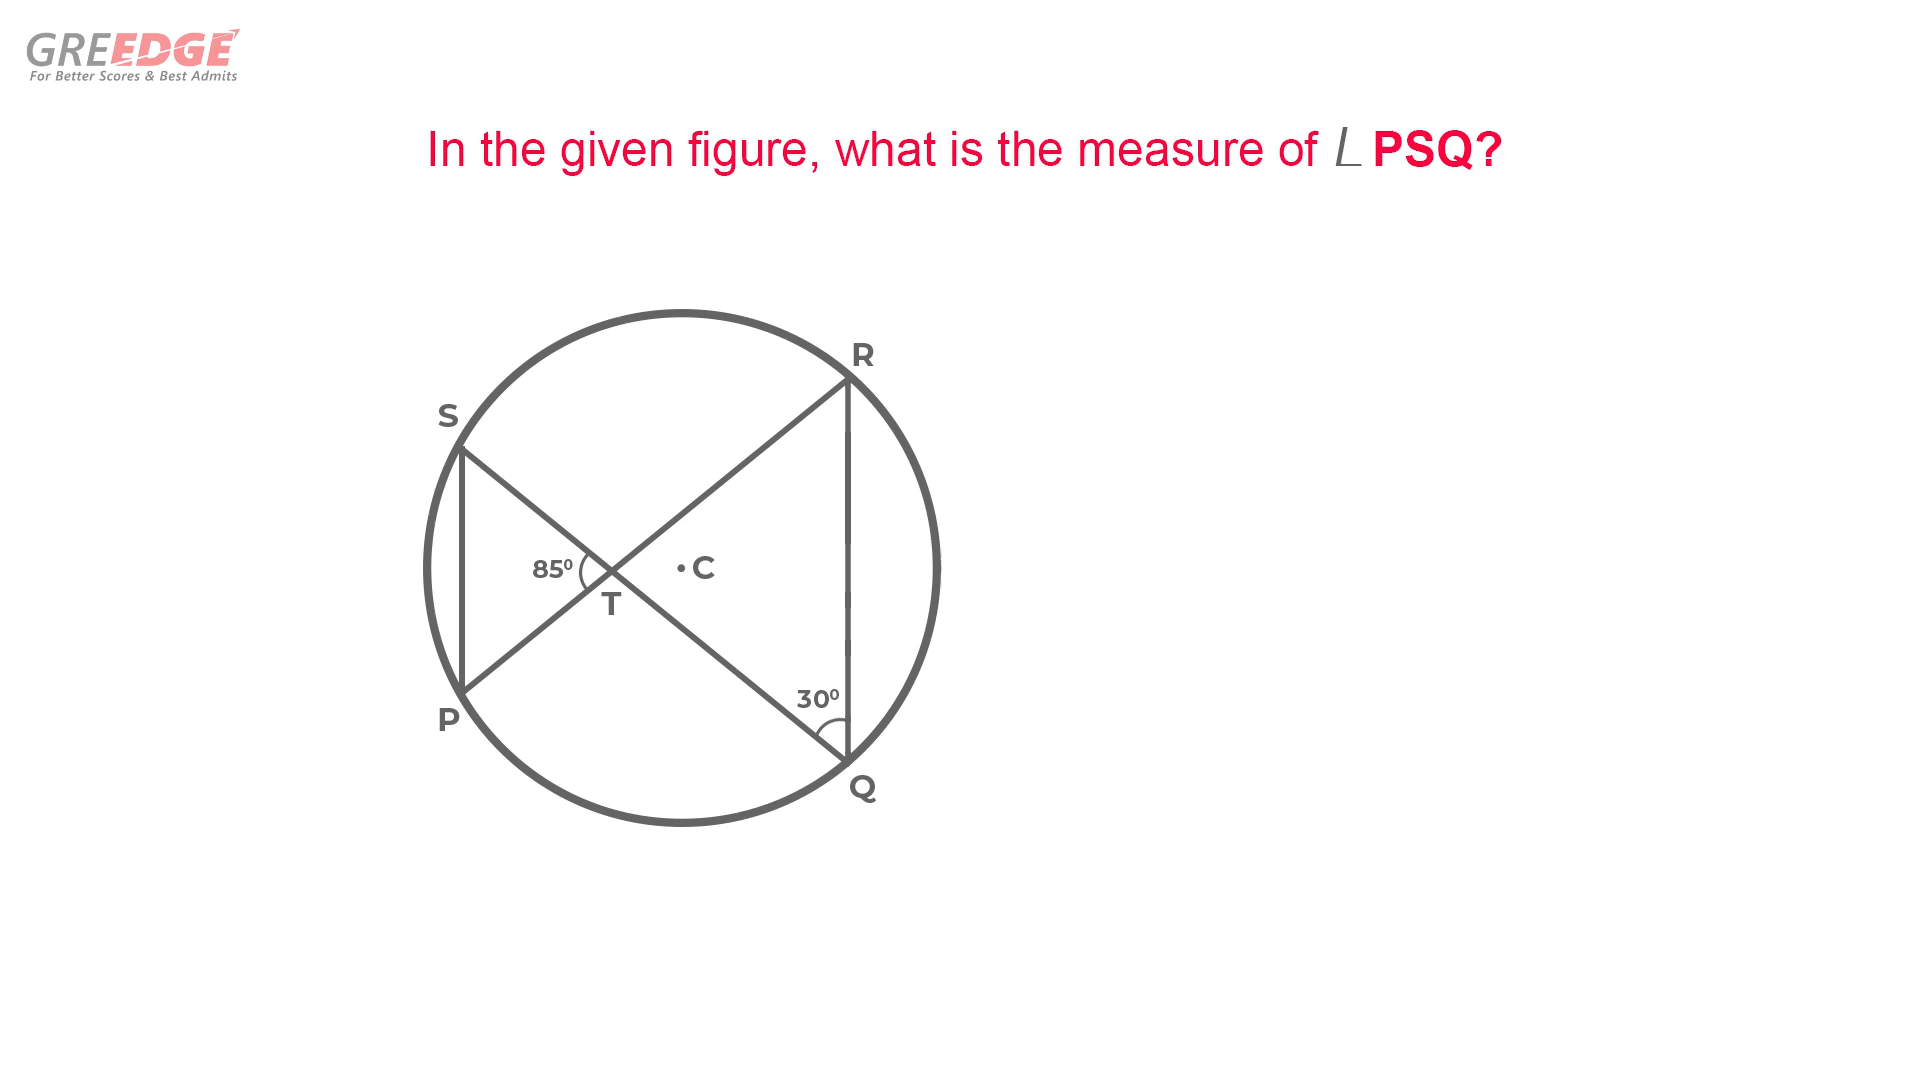 GREEDGE
For Better Scores & Best Admits
In the given figure, what is the measure of ∟ PSQ?
R
S
85⁰
C
T
30⁰
P
Q